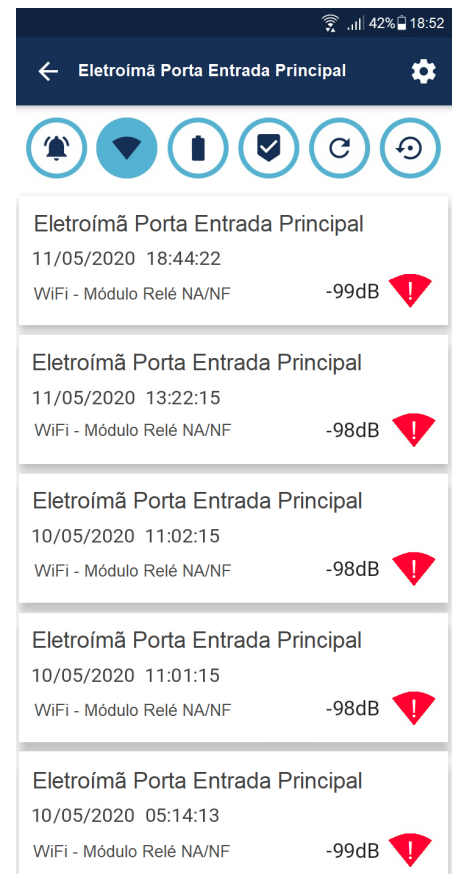 42% 18:52
Eletroímã Porta Entrada Principal
Eletroímã Porta Entrada Principal
11/05/2020 18:44:22
WiFi - Módulo Relé NA/NF -99dB !
Eletroímã Porta Entrada Principal
11/05/2020 13:22:15
WiFi - Módulo Relé NA/NF -98dB !
Eletroímã Porta Entrada Principal
10/05/2020 11:02:15
WiFi - Módulo Relé NA/NF -98dB !
Eletroímã Porta Entrada Principal
10/05/2020 11:01:15
WiFi - Módulo Relé NA/NF -98dB !
Eletroímã Porta Entrada Principal
10/05/2020 05:14:13
WiFi - Módulo Relé NA/NF -99dB !